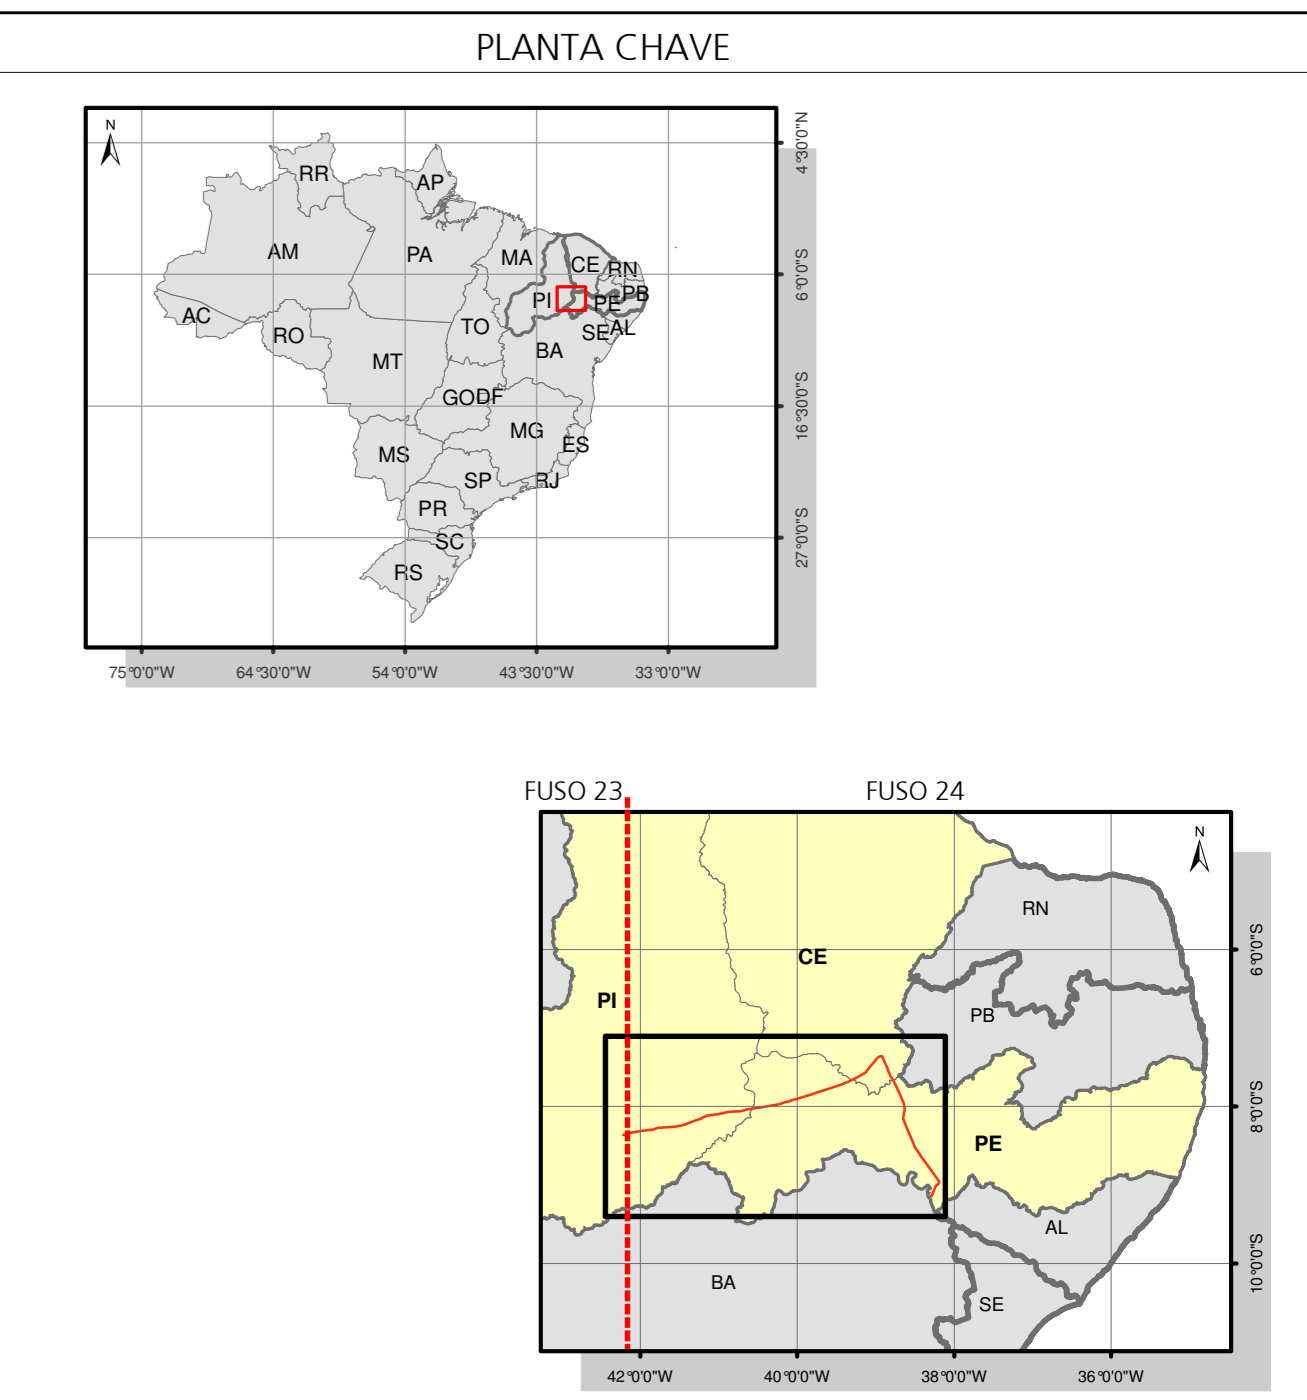 PLANTA CHAVE
N
4°30'0"N
RR
AP
AM
PA
MA
CE
RN
6°0'0"S
PI
PE
PB
AC
RO
TO
SE
AL
MT
BA
GO
DF
16°30'0"S
MG
ES
MS
SP
RJ
PR
SC
27°0'0"S
RS
75°0'0"W
64°30'0"W
54°0'0"W
43°30'0"W
33°0'0"W
FUSO 23
FUSO 24
N
RN
6°0'0"S
CE
PI
PB
8°0'0"S
PE
AL
10°0'0"S
BA
SE
42°0'0"W
40°0'0"W
38°0'0"W
36°0'0"W